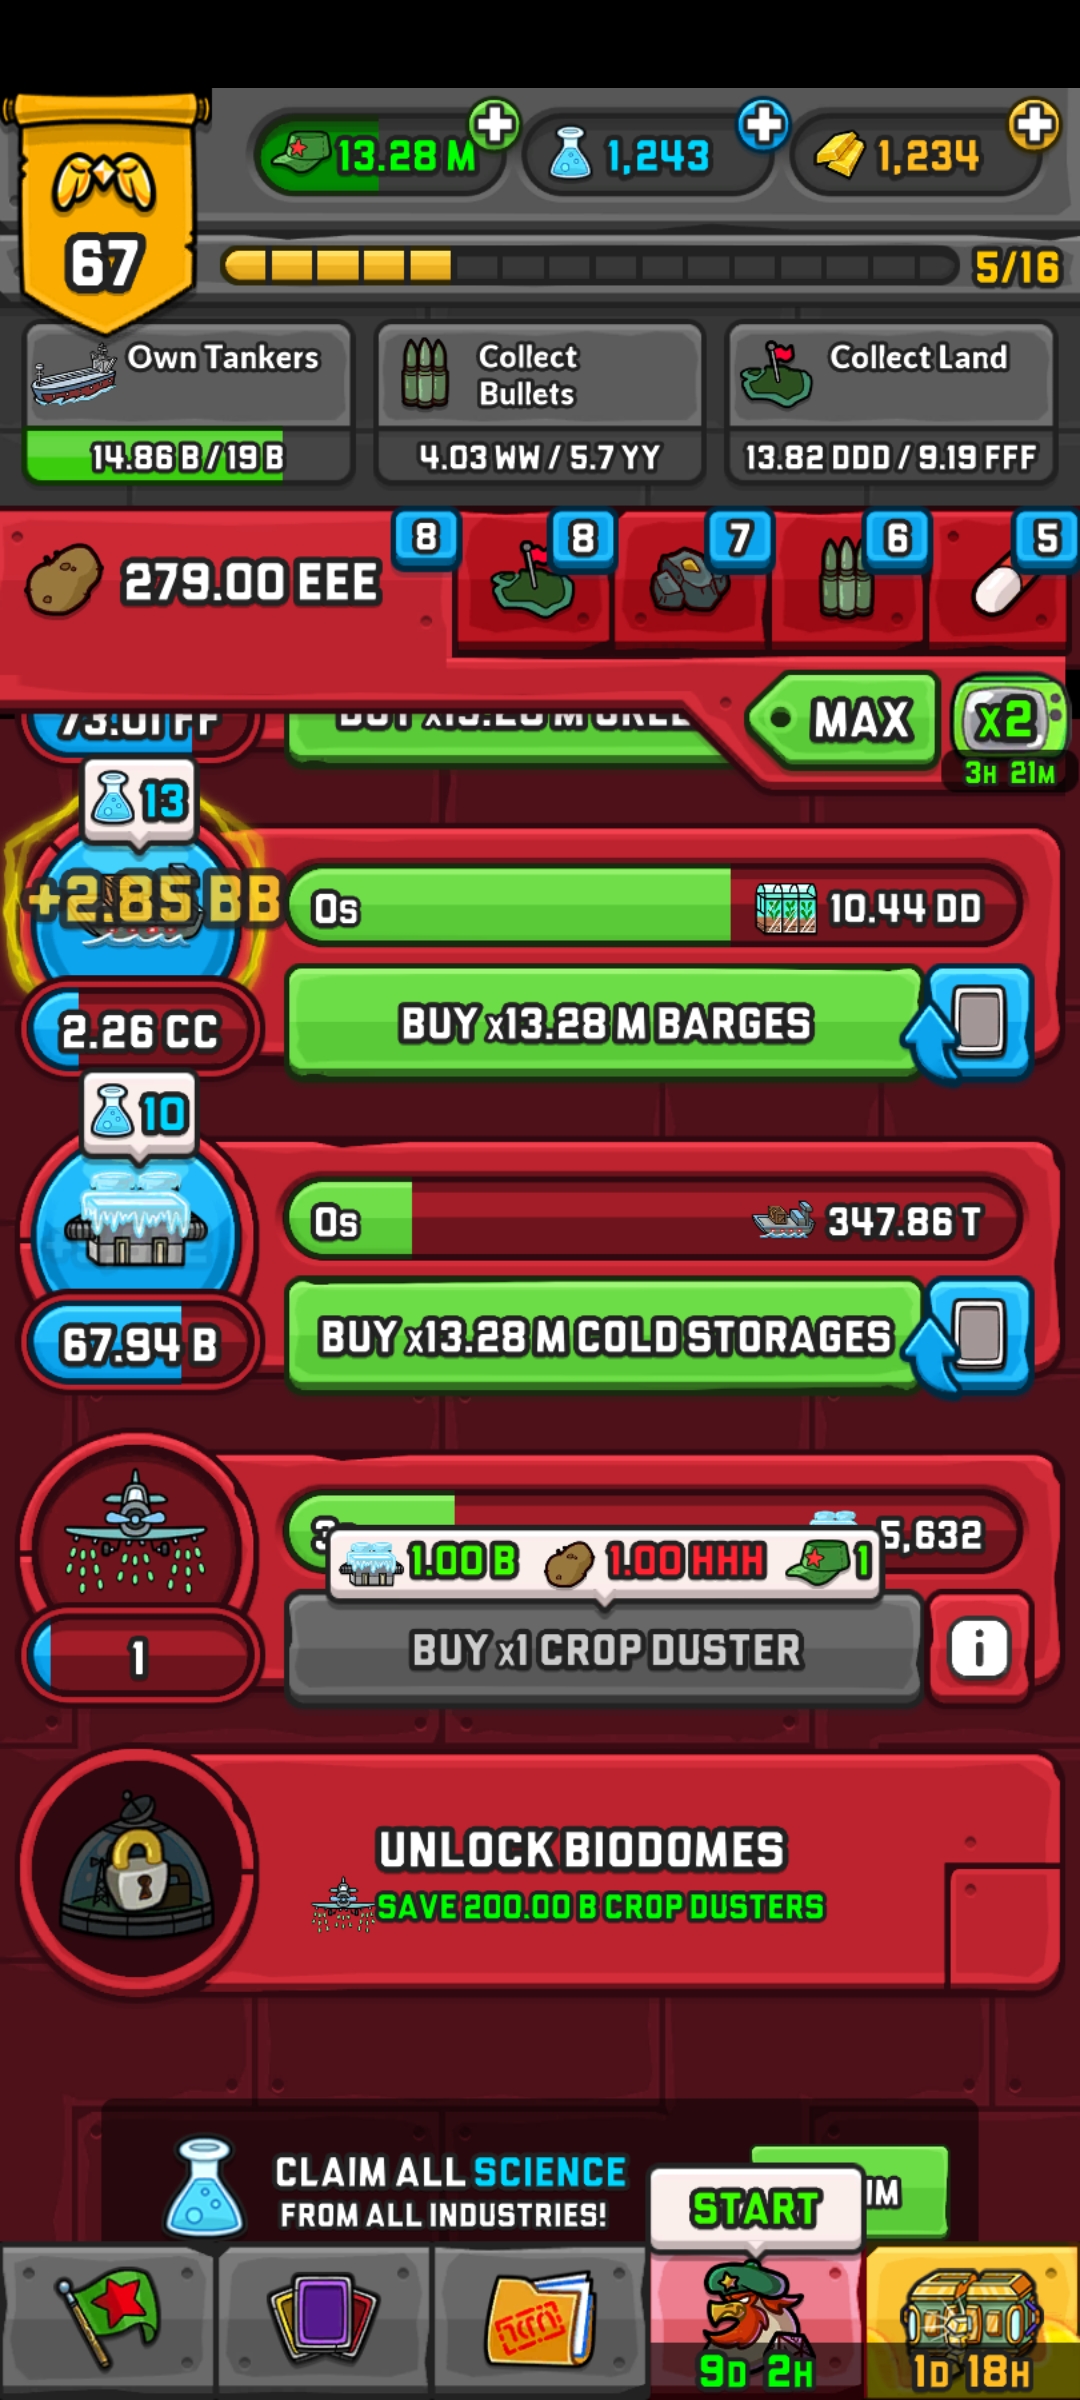 13.28 M
1,243
1,234
67
5/16
Own Tankers
Collect
Bullets
Collect Land
14.86 B / 19 B
4.03 WW / 5.7 YY
13.82 DDD / 9.19 FFF
279.00 EEE
8
8
7
6
5
73.01 FF
MAX
x2
3H 21M
13
+2.85 BB
0s
10.44 DD
2.26 CC
BUY x13.28 M BARGES
10
0s
347.86 T
67.94 B
BUY x13.28 M COLD STORAGES
5,632
1.00 B
1.00 HHH
1
1
BUY x1 CROP DUSTER
i
UNLOCK BIODOMES
SAVE 200.00 B CROP DUSTERS
CLAIM ALL SCIENCE
FROM ALL INDUSTRIES!
START
9D 2H
1D 18H